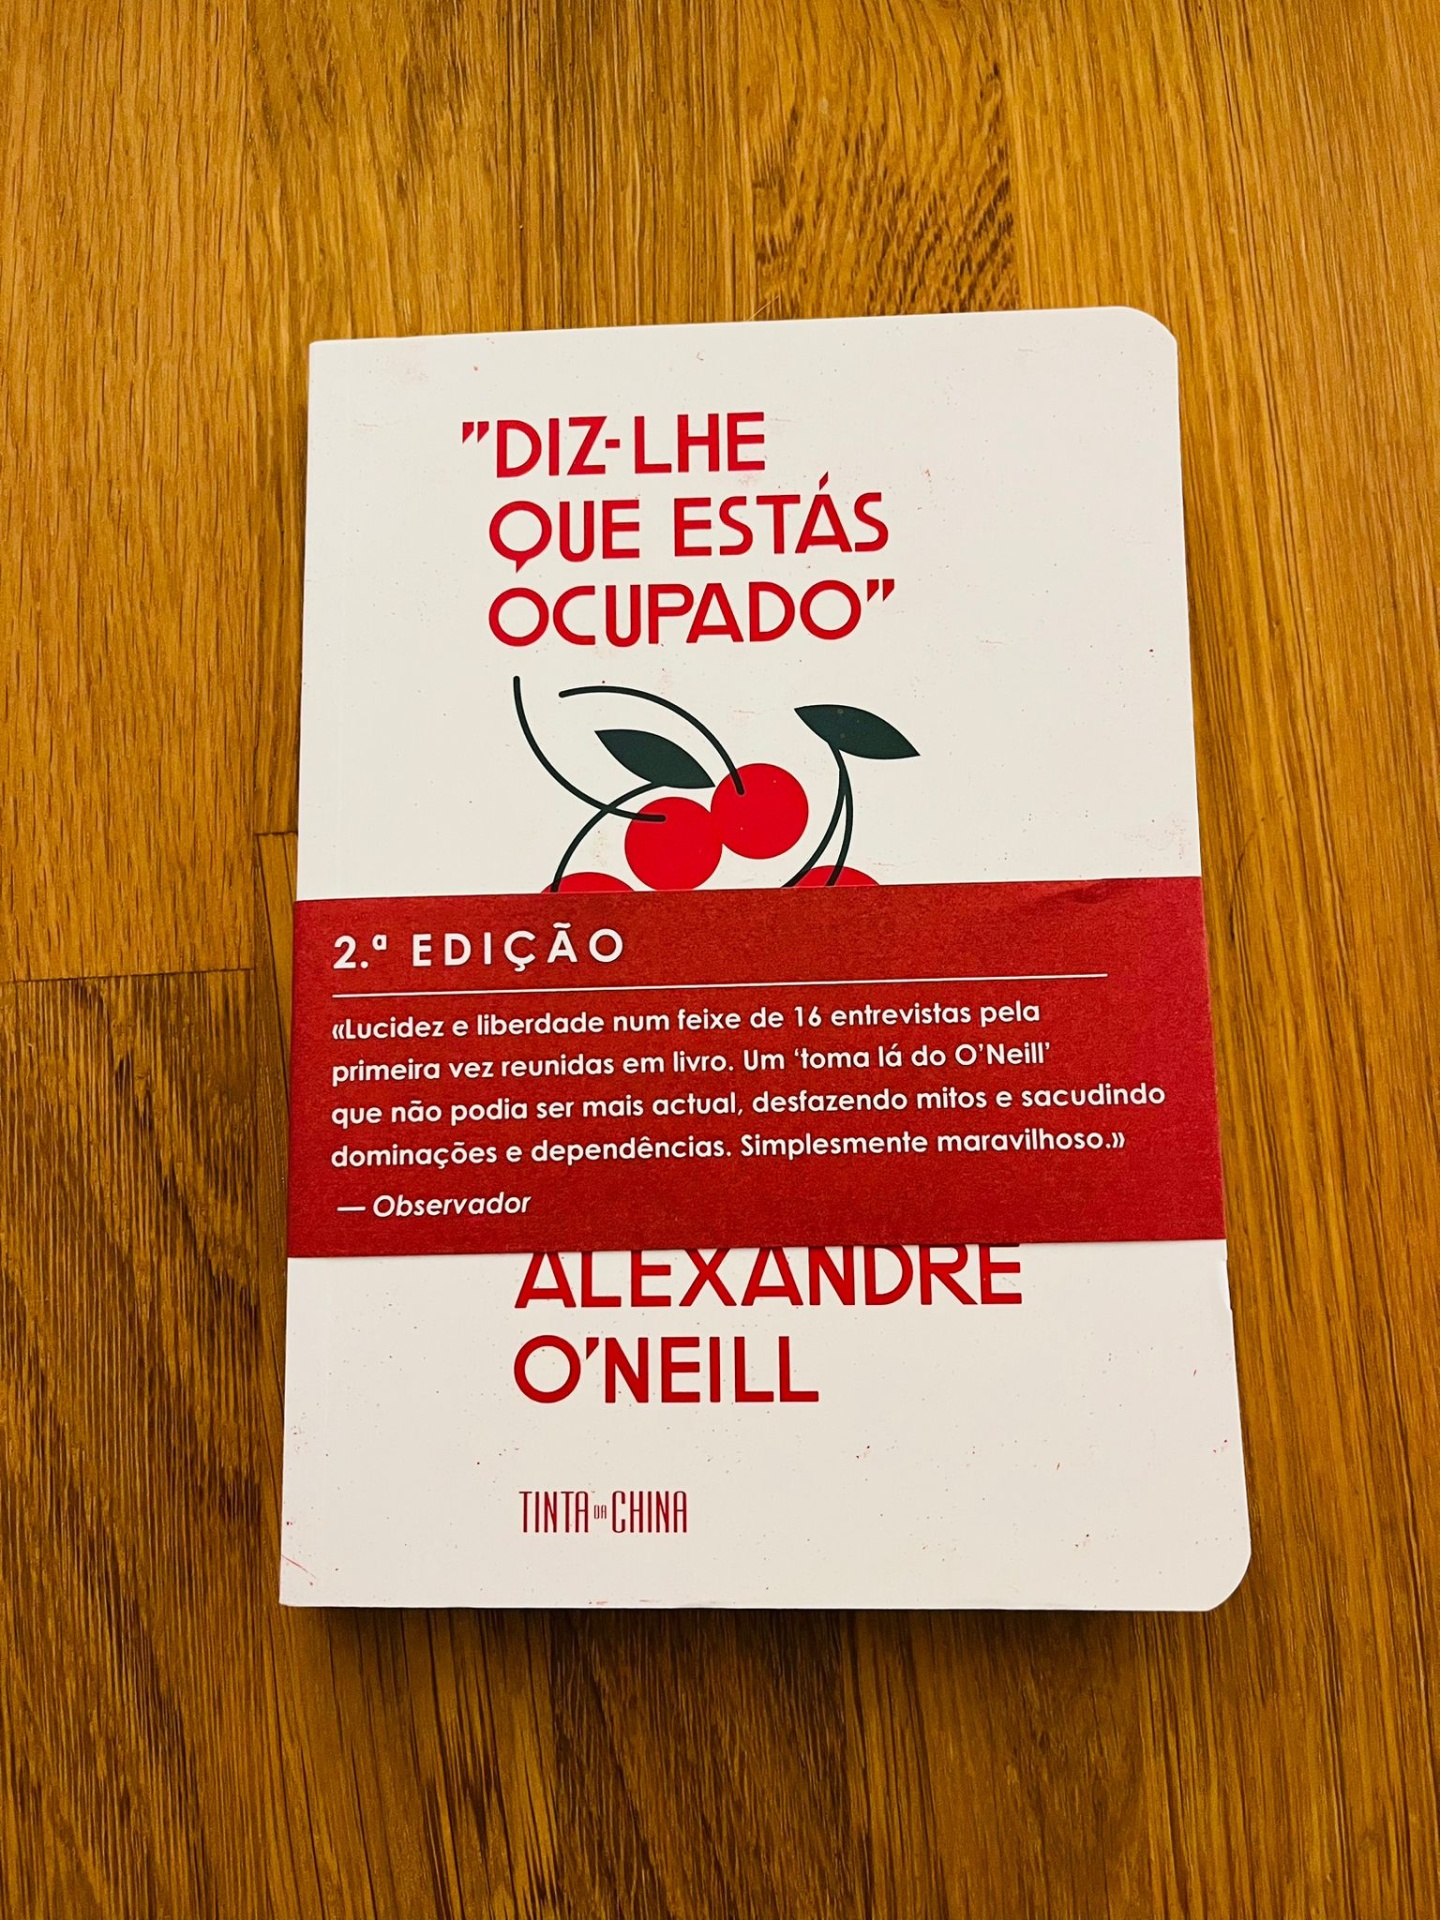 "DIZ-LHE
QUE ESTÁS
OCUPADO"
2.ª EDIÇÃO
«Lucidez e liberdade num feixe de 16 entrevistas pela
primeira vez reunidas em livro. Um ‘toma lá do O’Neill’
que não podia ser mais actual, desfazendo mitos e sacudindo
dominações e dependências. Simplesmente maravilhoso.»
— Observador
ALEXANDRE
O’NEILL
TINTA DA CHINA